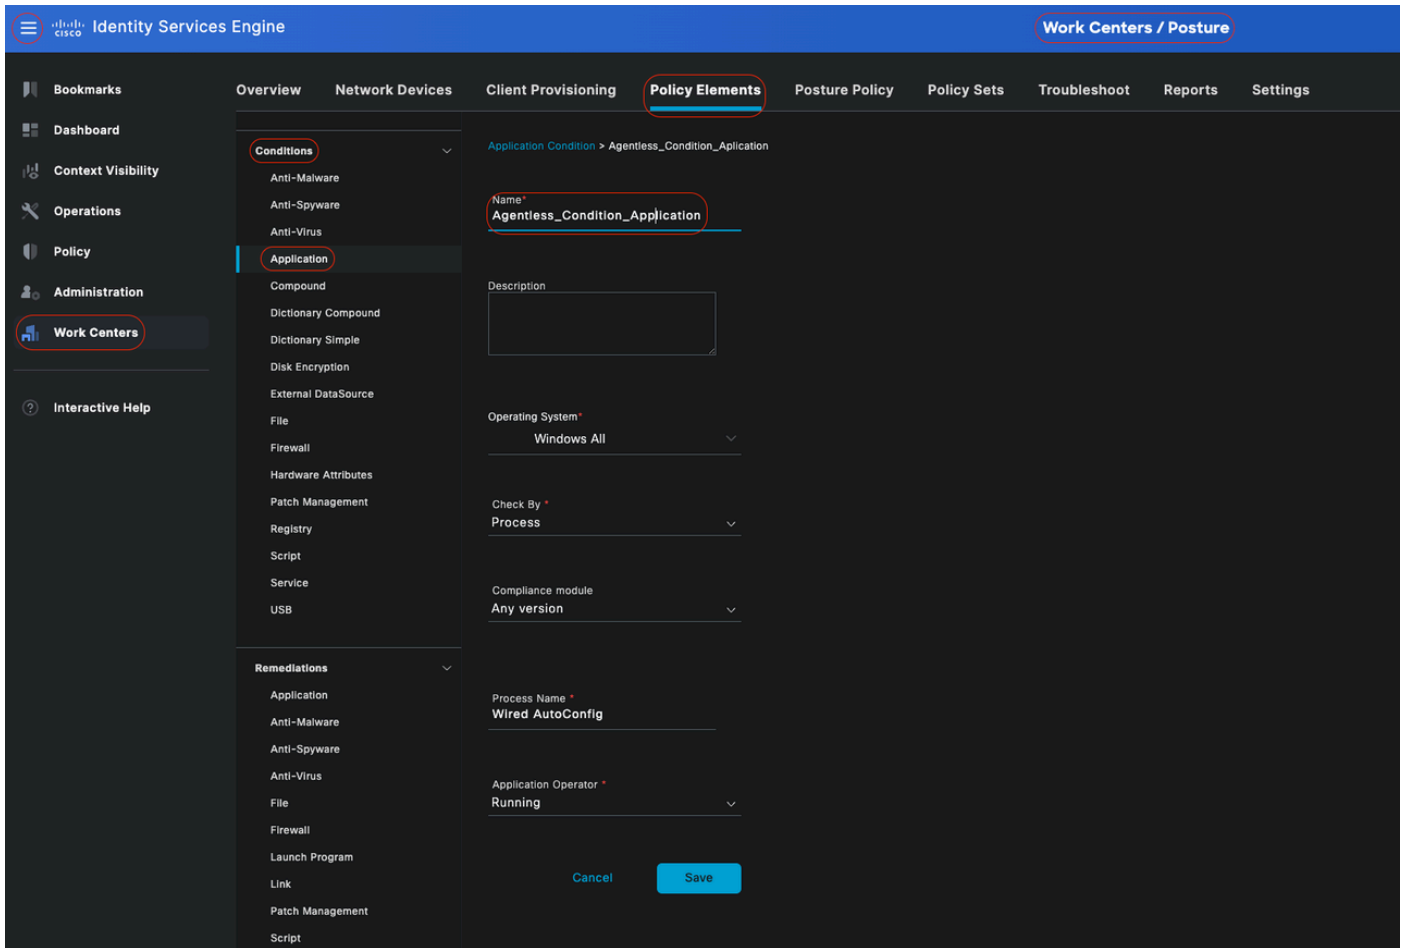 cisco Identity Services Engine
Work Centers / Posture
Bookmarks
Dashboard
Context Visibility
Operations
Policy
Administration
Work Centers
Interactive Help
Overview Network Devices Client Provisioning Policy Elements Posture Policy Policy Sets Troubleshoot Reports Settings
Conditions
Anti-Malware
Anti-Spyware
Anti-Virus
Application
Compound
Dictionary Compound
Dictionary Simple
Disk Encryption
External DataSource
File
Firewall
Hardware Attributes
Patch Management
Registry
Script
Service
USB
Remediations
Application
Anti-Malware
Anti-Spyware
Anti-Virus
File
Firewall
Launch Program
Link
Patch Management
Script
Application Condition > Agentless_Condition_Aplication
Name*
Agentless_Condition_Application
Description
Operating System*
Windows All
Check By *
Process
Compliance module
Any version
Process Name *
Wired AutoConfig
Application Operator *
Running
Cancel Save